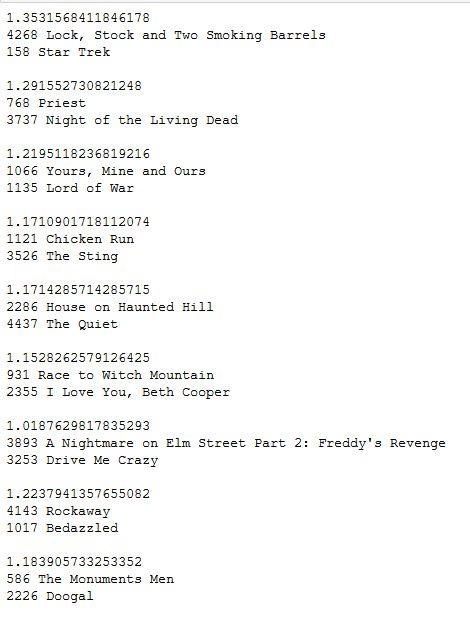 1.3531568411846178
4268 Lock, Stock and Two Smoking Barrels
158 Star Trek
1.291552730821248
768 Priest
3737 Night of the Living Dead
1.2195118236819216
1066 Yours, Mine and Ours
1135 Lord of War
1.1710901718112074
1121 Chicken Run
3526 The Sting
1.1714285714285715
2286 House on Haunted Hill
4437 The Quiet
1.1528262579126425
931 Race to Witch Mountain
2355 I Love You, Beth Cooper
1.0187629817835293
3893 A Nightmare on Elm Street Part 2: Freddy's Revenge
3253 Drive Me Crazy
1.2237941357655082
4143 Rockaway
1017 Bedazzled
1.183905733253352
586 The Monuments Men
2226 Doogal